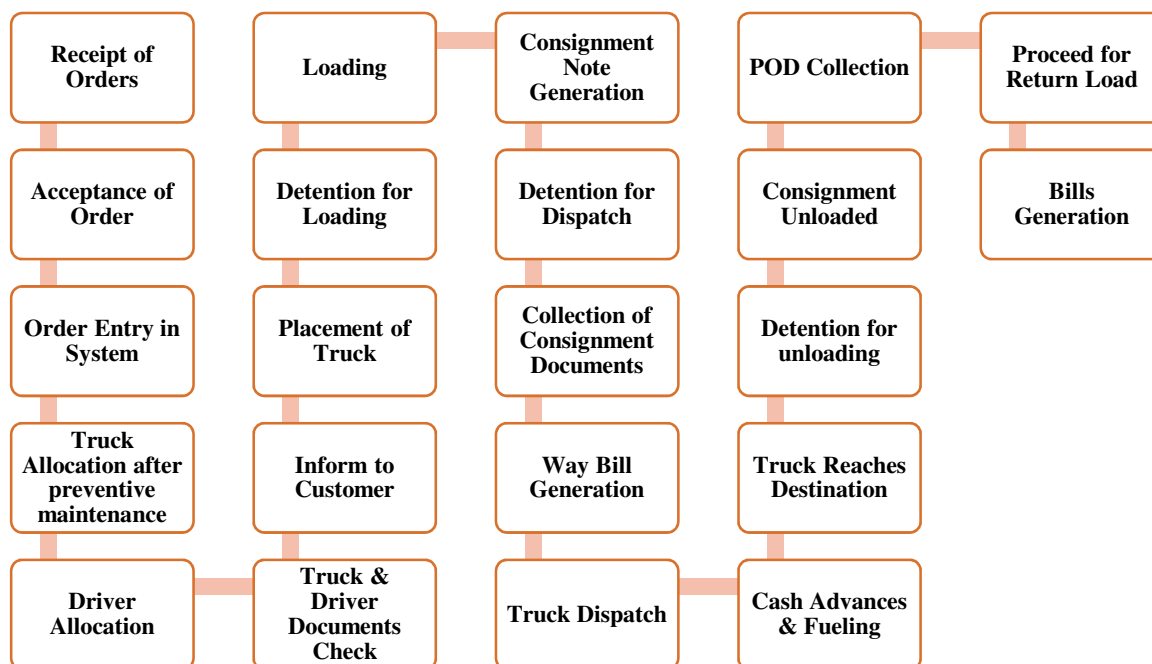 Receipt of
Orders
Acceptance of
Order
Order Entry in
System
Truck
Allocation after
preventive
maintenance
Driver
Allocation
Truck &
Driver
Documents
Check
Inform to
Customer
Placement of
Truck
Detention for
Loading
Loading
Consignment
Note
Generation
Detention for
Dispatch
Collection of
Consignment
Documents
Way Bill
Generation
Truck Dispatch
Cash Advances
& Fueling
Truck Reaches
Destination
Detention for
unloading
Consignment
Unloaded
POD Collection
Proceed for
Return Load
Bills
Generation